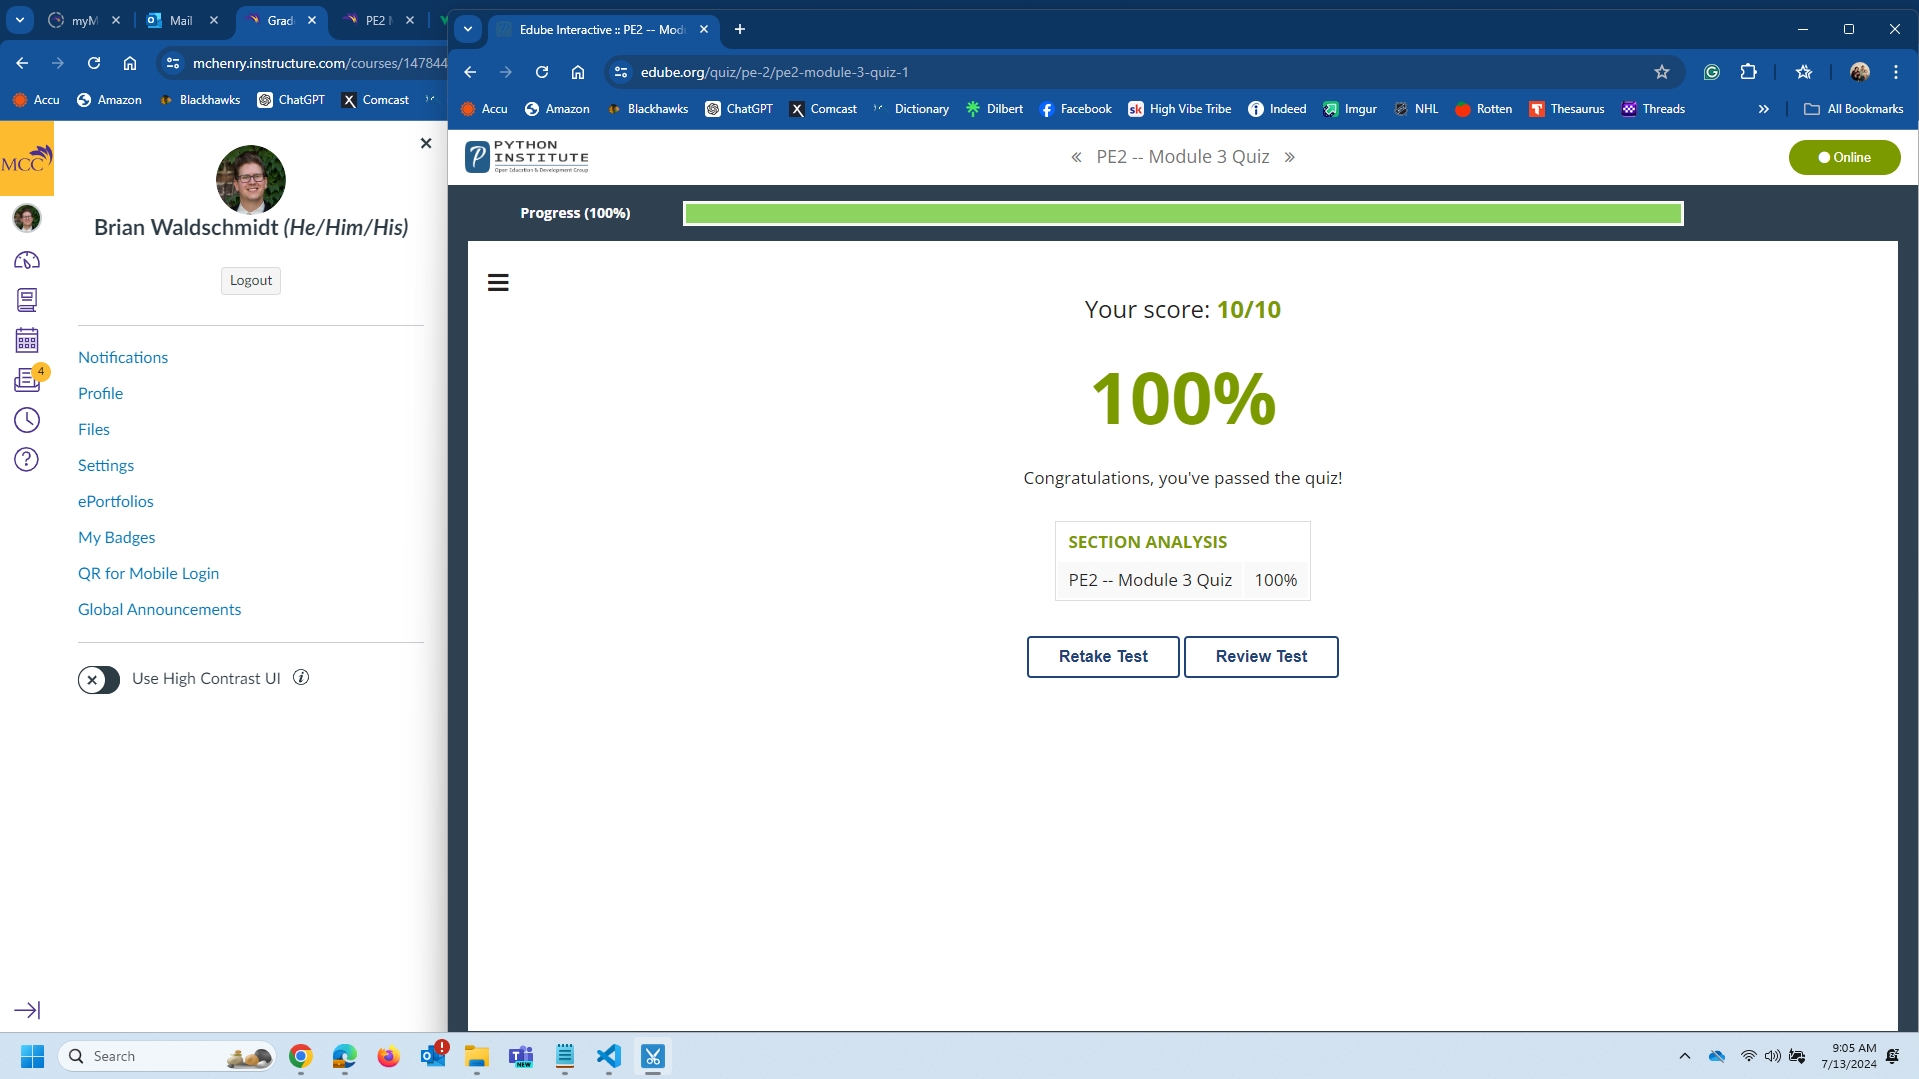 myM
Mail
Grad
PE2 M
mchenry.instructure.com/courses/147844
Accu
Amazon
Blackhawks
ChatGPT
Comcast
MCC
Brian Waldschmidt (He/Him/His)
Logout
Notifications
Profile
Files
4
Settings
ePortfolios
My Badges
QR for Mobile Login
Global Announcements
Use High Contrast UI
Edube Interactive :: PE2 -- Modu
edube.org/quiz/pe-2/pe2-module-3-quiz-1
Accu
Amazon
Blackhawks
ChatGPT
Comcast
Dictionary
Dilbert
Facebook
sk High Vibe Tribe
Indeed
Imgur
NHL
Rotten
Thesaurus
Threads
» All Bookmarks
PYTHON
INSTITUTE
Open Education & Development Group
« PE2 -- Module 3 Quiz »
Online
Progress (100%)
Your score: 10/10
100%
Congratulations, you've passed the quiz!
SECTION ANALYSIS
PE2 -- Module 3 Quiz 100%
Retake Test
Review Test
Search
NEW
9:05 AM
7/13/2024